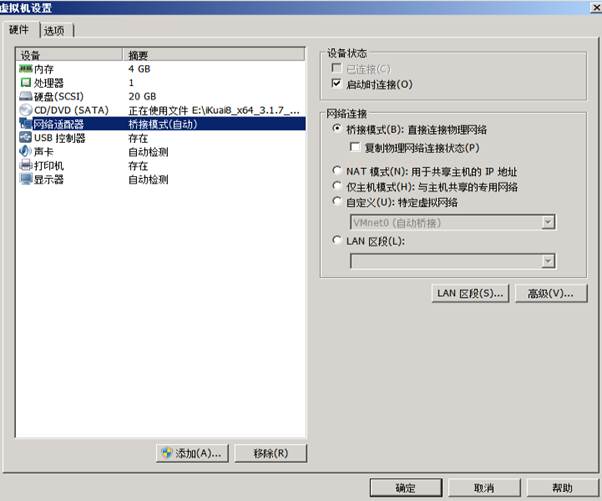 虚拟机设置
硬件 选项
设备 摘要
内存 4 GB
处理器 1
硬盘(SCSI) 20 GB
CD/DVD (SATA) 正在使用文件 E:\iKuai8_x64_3.1.7_...
网络适配器 桥接模式(自动)
USB 控制器 存在
声卡 自动检测
打印机 存在
显示器 自动检测
添加(A)... 移除(R)
设备状态
已连接(C)
启动时连接(O)
网络连接
桥接模式(B): 直接连接物理网络
复制物理网络连接状态(P)
NAT 模式(N): 用于共享主机的 IP 地址
仅主机模式(H): 与主机共享的专用网络
自定义(U): 特定虚拟网络
VMnet0 (自动桥接)
LAN 区段(L):
LAN 区段(S)... 高级(V)...
确定 取消 帮助